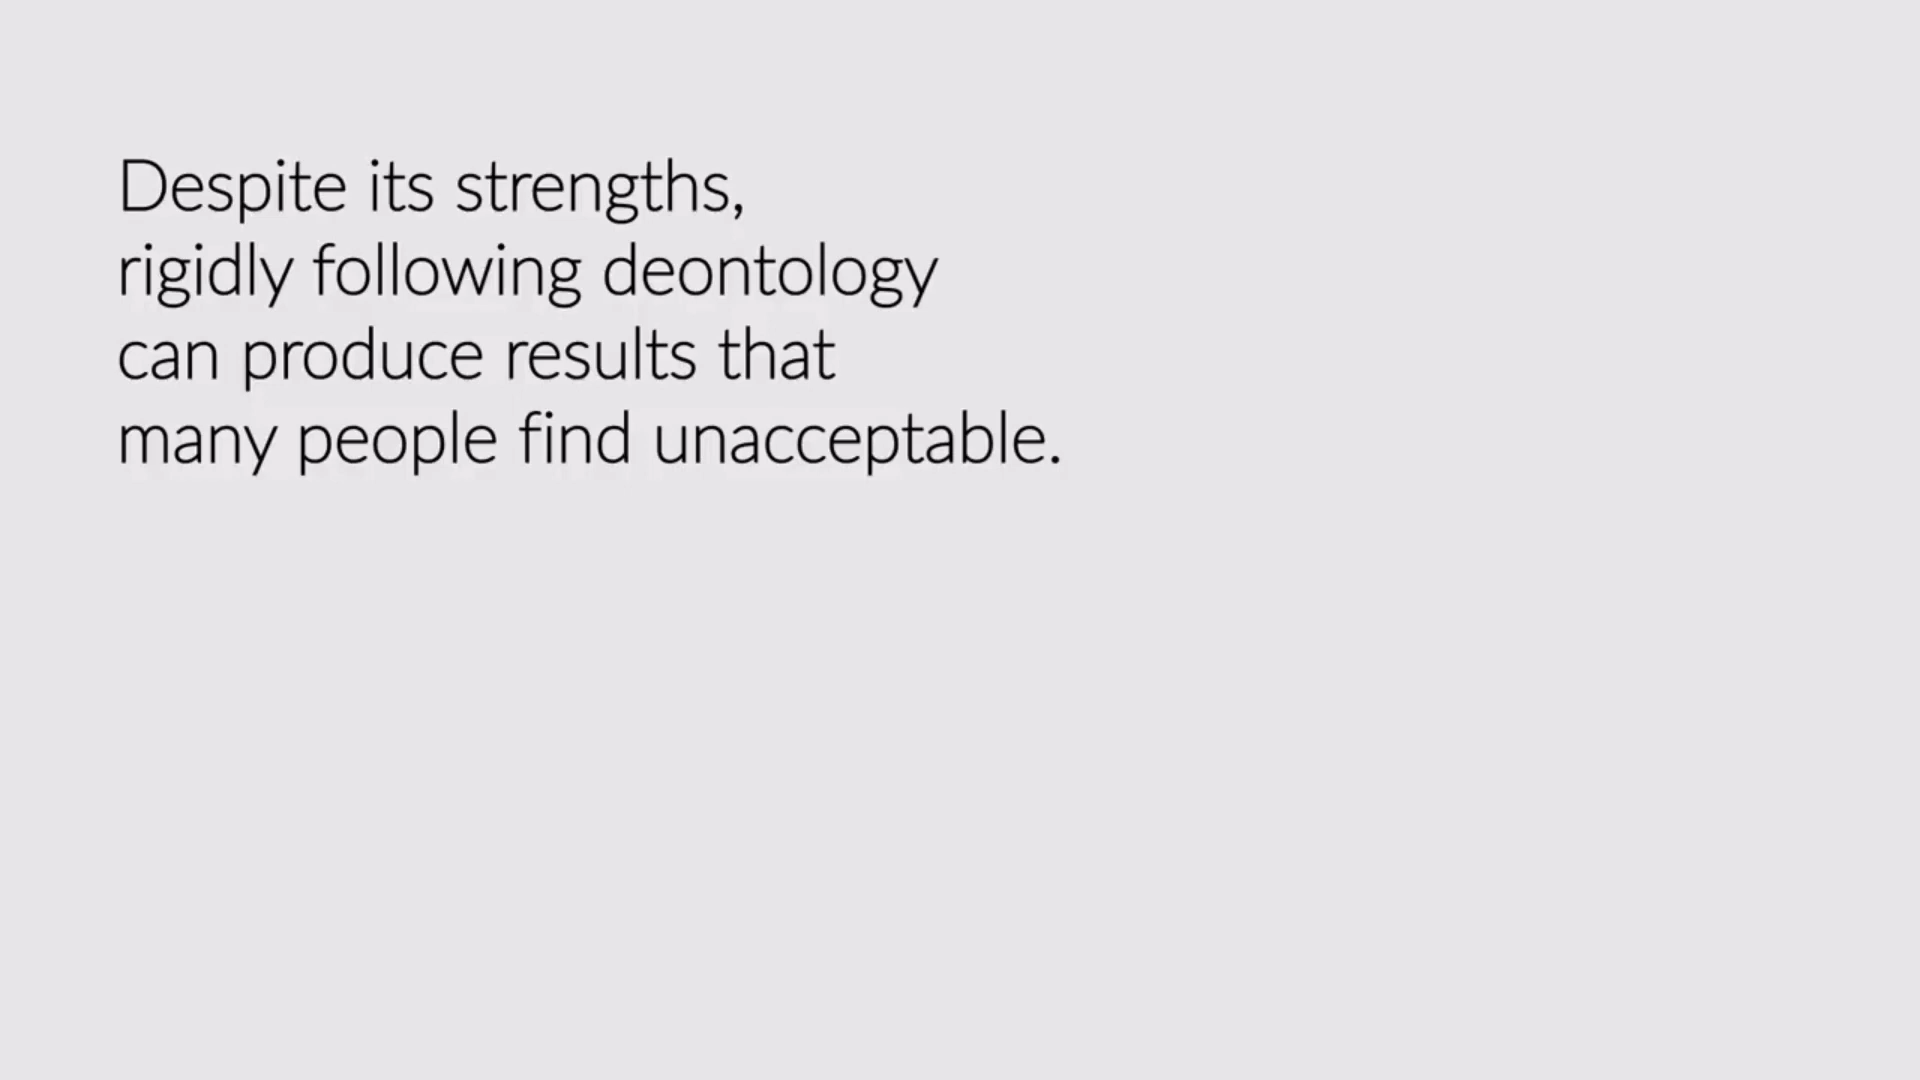 Despite its strengths,
rigidly following deontology
can produce results that
many people find unacceptable.